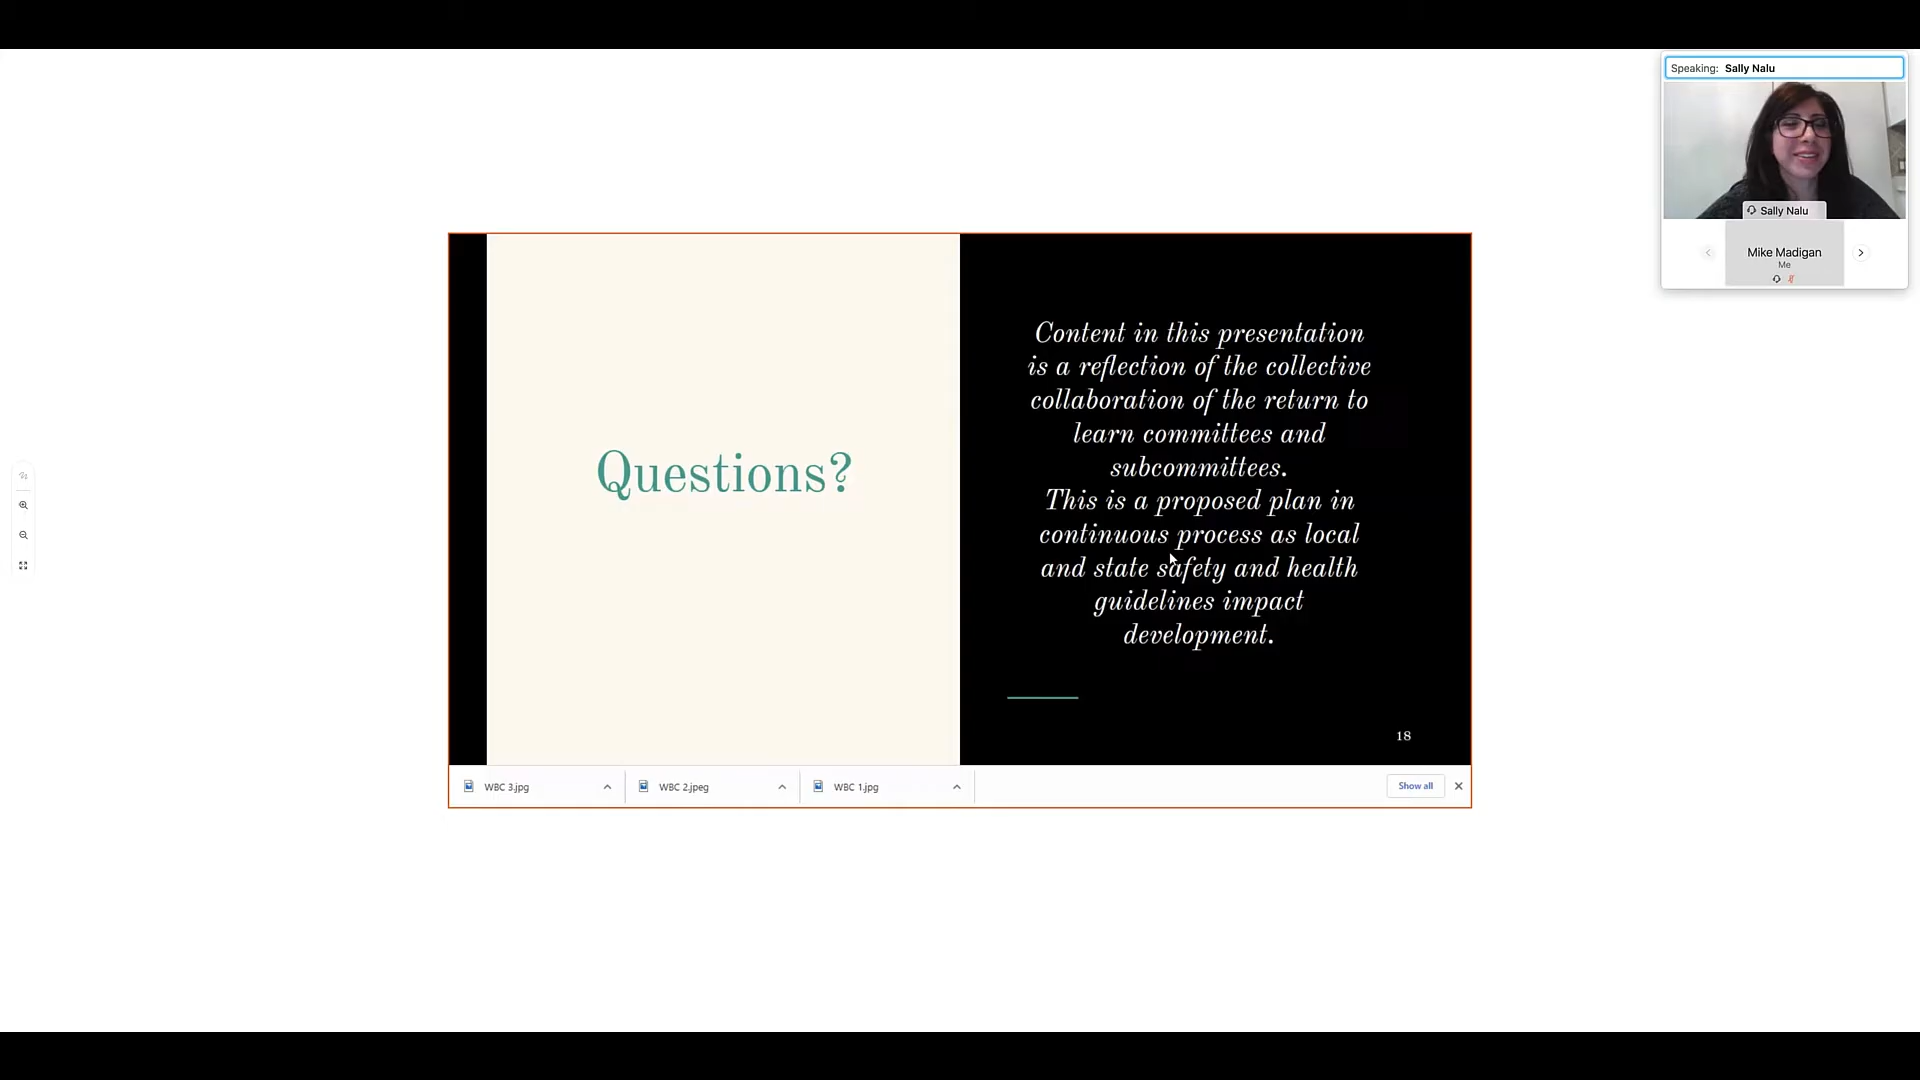 Speaking: Sally Nalu
Sally Nalu
Mike Madigan
Me
Questions?
Content in this presentation
is a reflection of the collective
collaboration of the return to
learn committees and
subcommittees.
This is a proposed plan in
continuous process as local
and state safety and health
guidelines impact
development.
18
WBC 3.jpg
WBC 2.jpeg
WBC 1.jpg
Show all